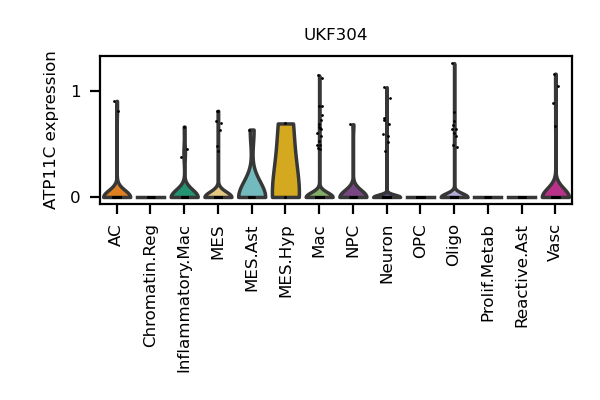 UKF304
ATP11C expression
1
0
AC
Chromatin.Reg
Inflammatory.Mac
MES
MES.Ast
MES.Hyp
Mac
NPC
Neuron
OPC
Oligo
Prolif.Metab
Reactive.Ast
Vasc